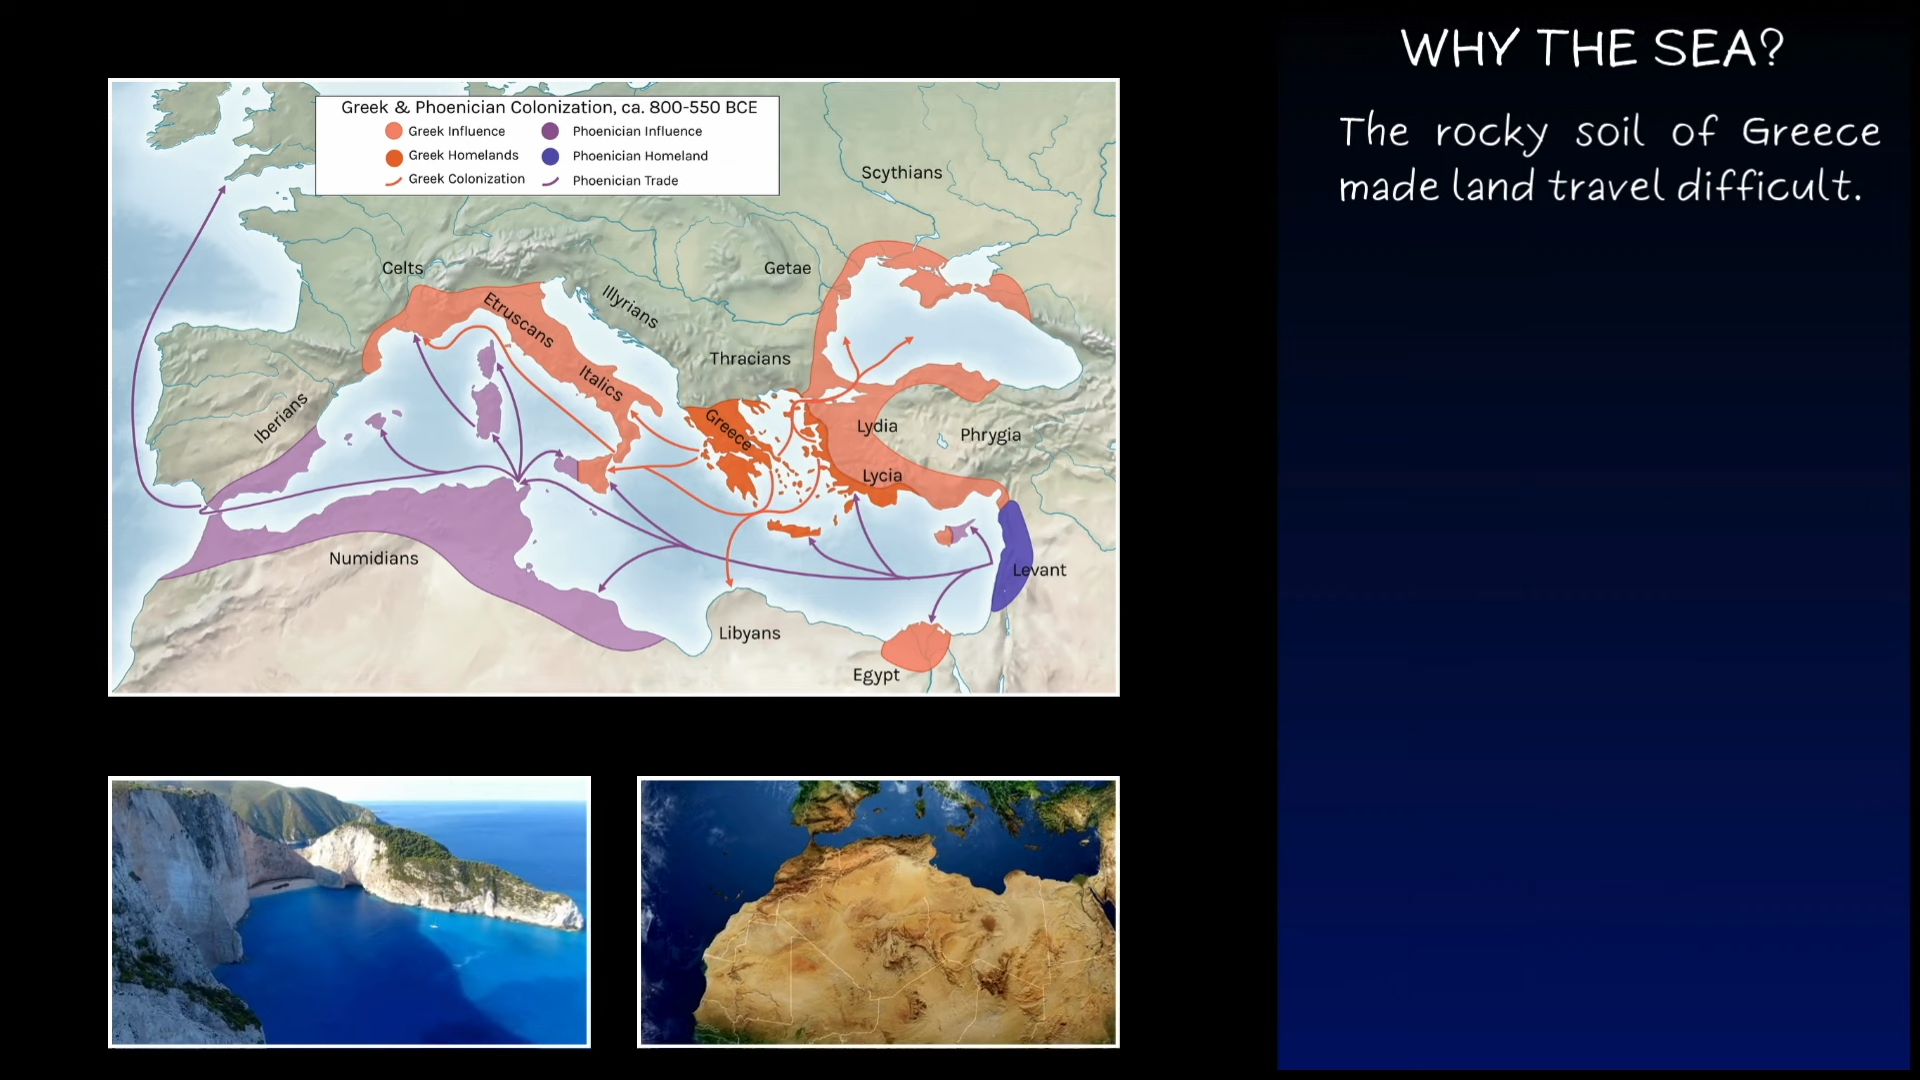 WHY THE SEA?
The rocky soil of Greece
made land travel difficult.
Greek & Phoenician Colonization, ca. 800-550 BCE
Greek Influence
Phoenician Influence
Greek Homelands
Phoenician Homeland
Greek Colonization
Phoenician Trade
Scythians
Celts
Getae
Etruscans
Illyrians
Thracians
Italics
Iberians
Greece
Lydia
Phrygia
Lycia
Numidians
Levant
Libyans
Egypt